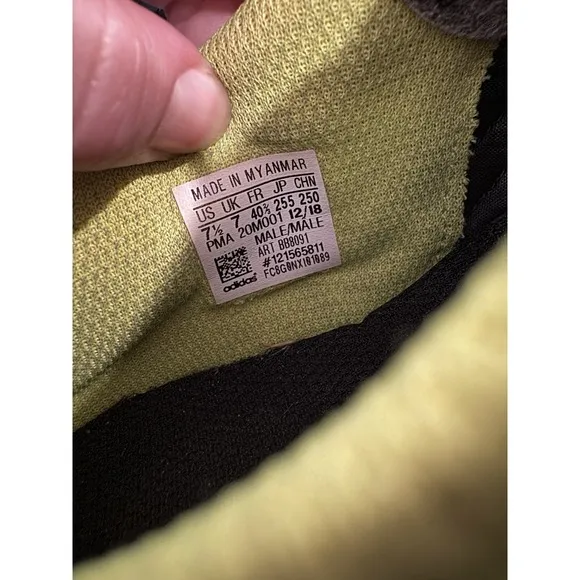 MADE IN MYANMAR
US UK FR JP CHN
7½ 7 40⅔ 255 250
PMA 20M001 12/18
MALE/MALE
ART BB8091
#121565811
FC8G0NX101089
adidas